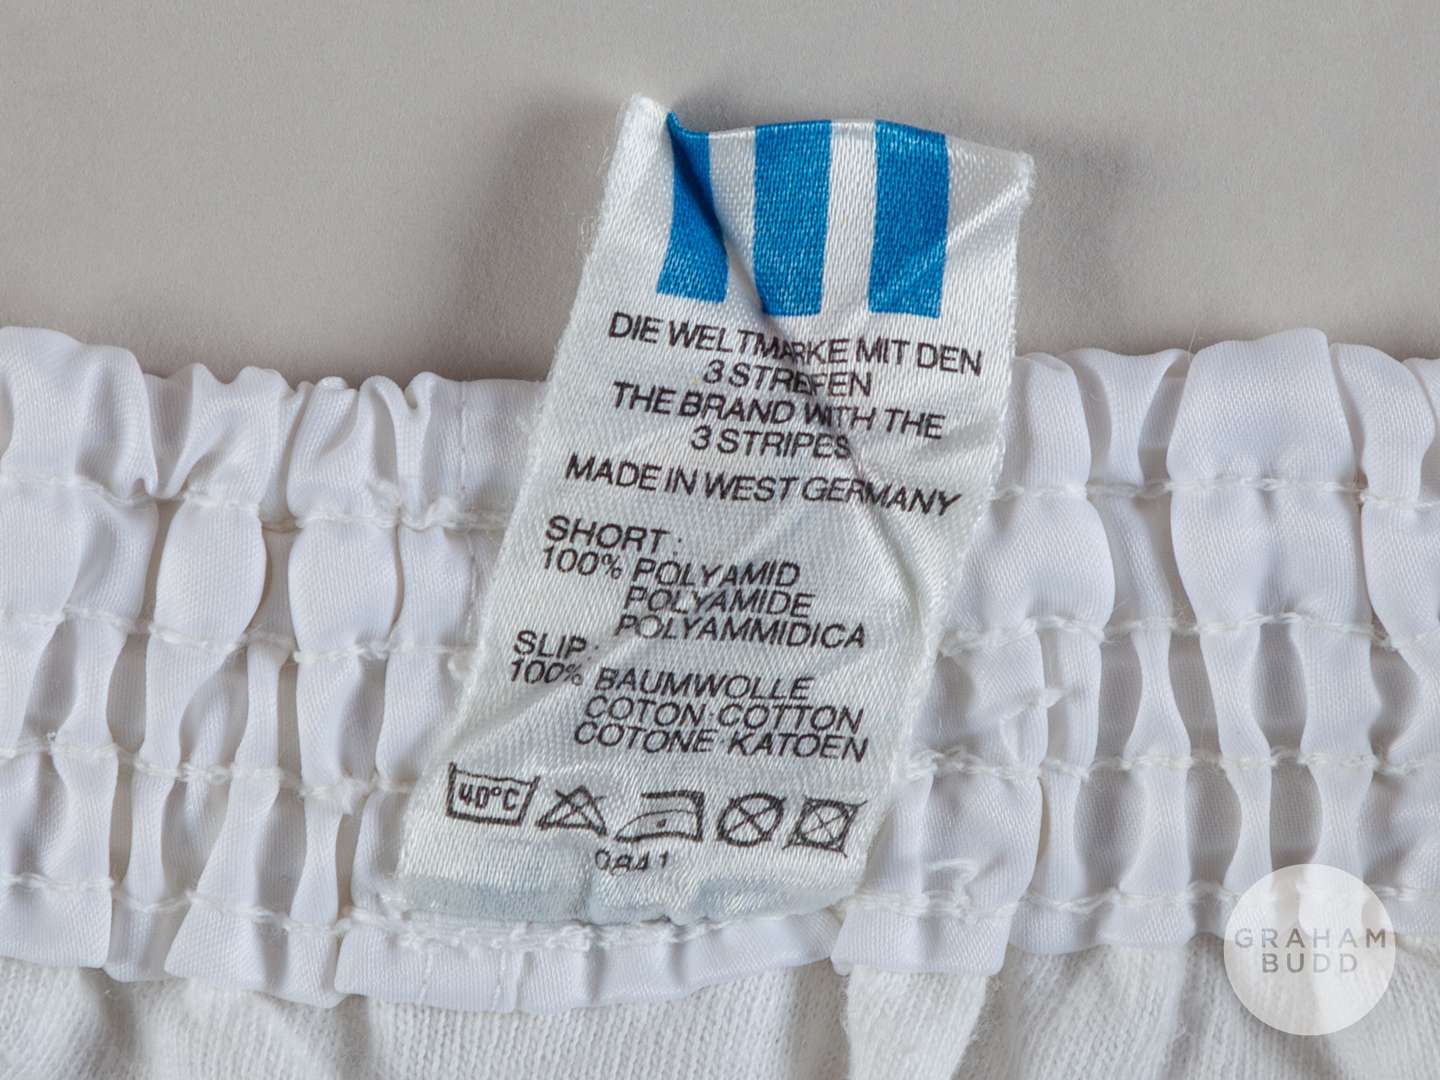 DIE WELTMARKE MIT DEN
3 STREIFEN
THE BRAND WITH THE
3 STRIPES
MADE IN WEST GERMANY
SHORT :
100% POLYAMID
POLYAMIDE
POLYAMMIDICA
SLIP :
100% BAUMWOLLE
COTON·COTTON
COTONE·KATOEN
40°C
0841
GRAHAM
BUDD